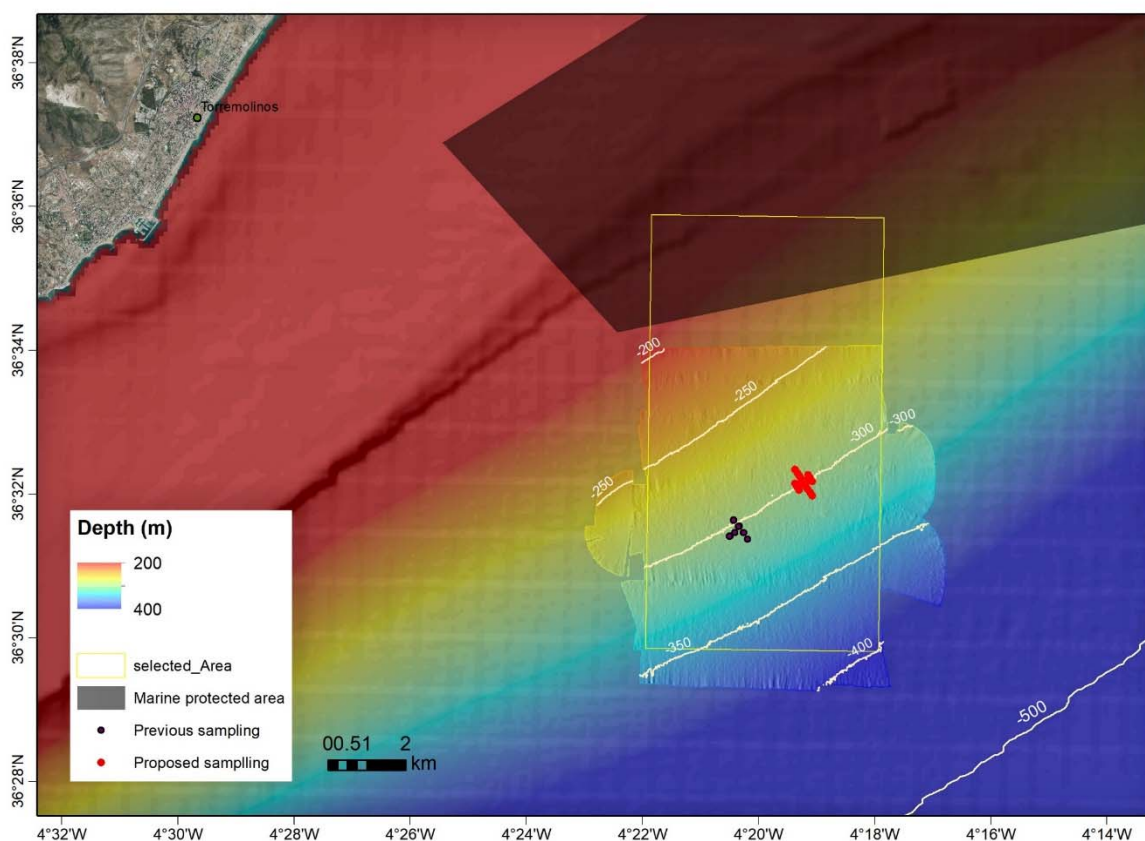 36°38'N
36°36'N
36°34'N
36°32'N
36°30'N
36°28'N
Torremolinos
-200
-250
-300
-300
-250
-350
-400
-500
Depth (m)
200
400
selected_Area
Marine protected area
Previous sampling
Proposed samplling
00.51 2
km
4°32'W 4°30'W 4°28'W 4°26'W 4°24'W 4°22'W 4°20'W 4°18'W 4°16'W 4°14'W